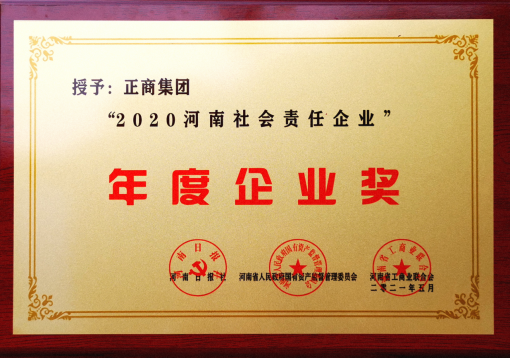 授予：正商集团
“2020河南社会责任企业”
年度企业奖
河南日报社 河南省人民政府国有资产监督管理委员会 河南省工商业联合会
二〇二一年五月